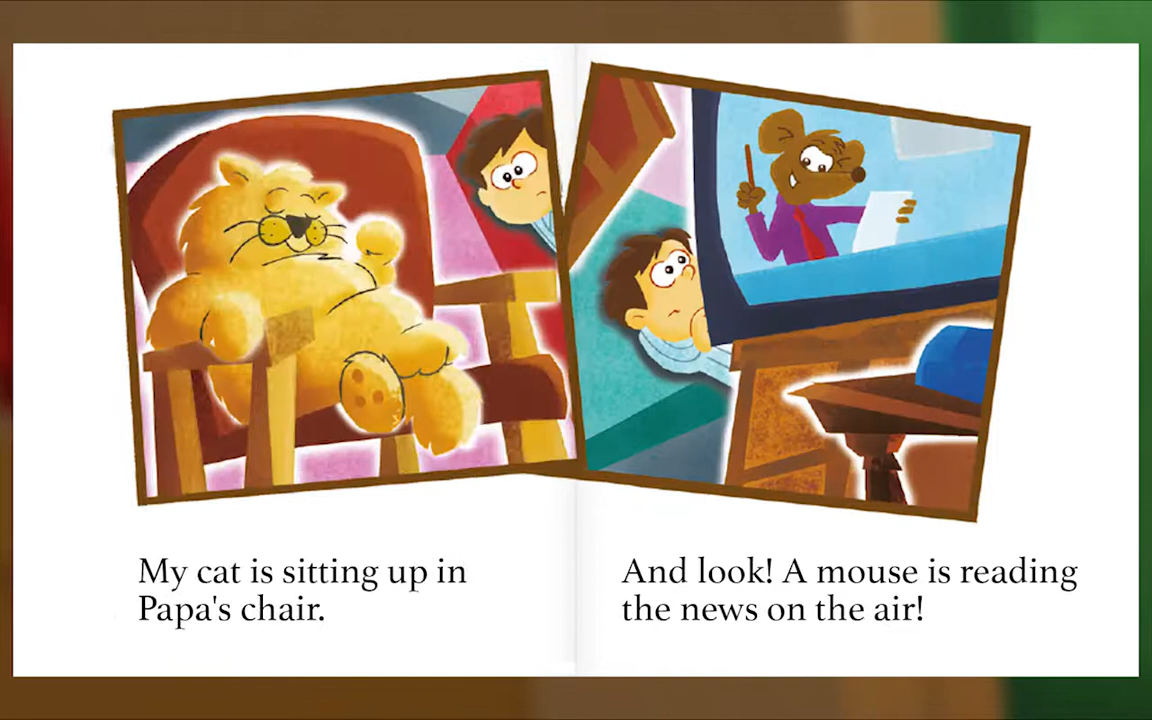 My cat is sitting up in
Papa's chair.
And look! A mouse is reading
the news on the air!